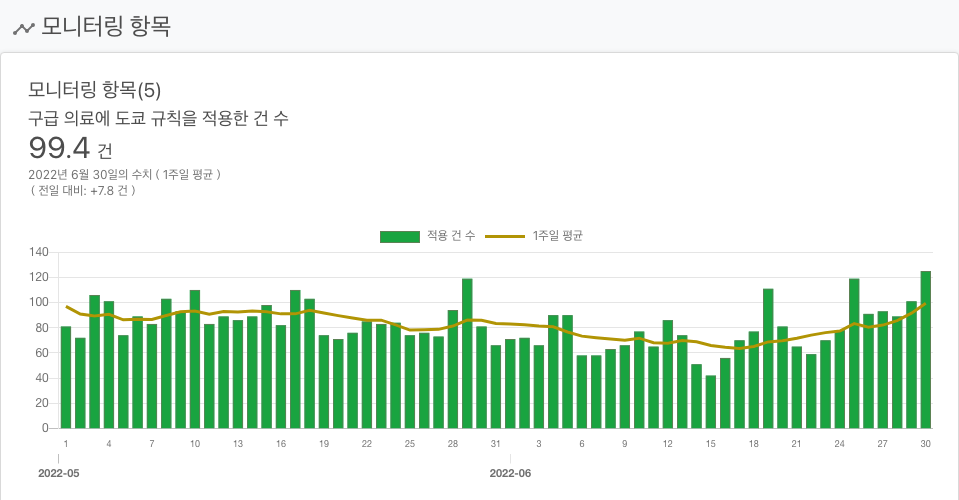 모니터링 항목
모니터링 항목(5)
구급 의료에 도쿄 규칙을 적용한 건 수
99.4 건
2022년 6월 30일의 수치 ( 1주일 평균 )
( 전일 대비: +7.8 건 )
적용 건 수 1주일 평균
140
120
100
80
60
40
20
0
1 4 7 10 13 16 19 22 25 28 31 3 6 9 12 15 18 21 24 27 30
2022-05 2022-06